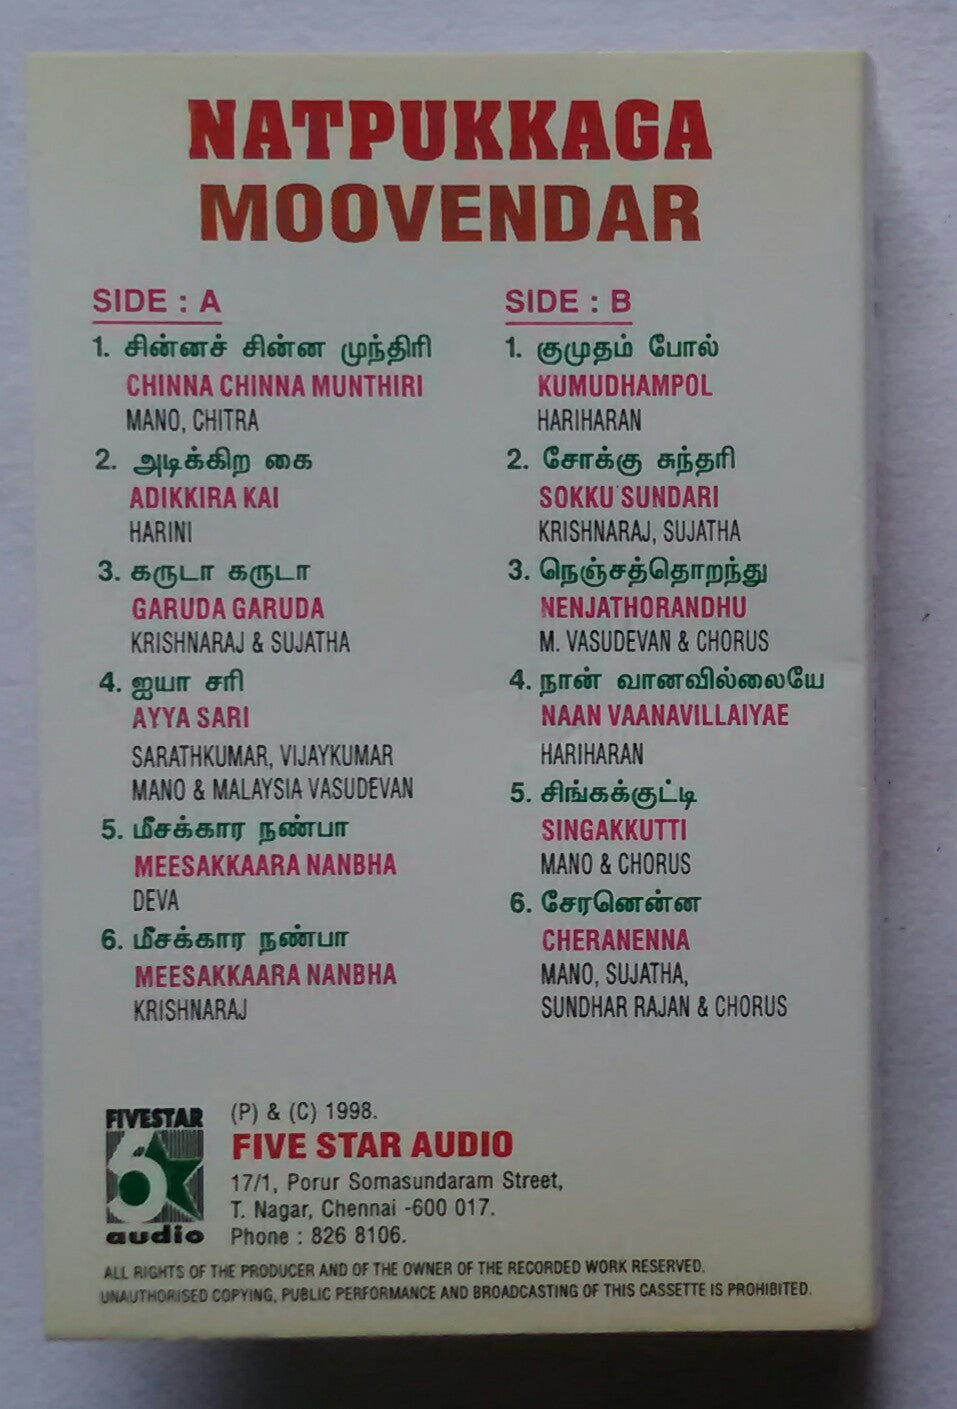 NATPUKKAGA
MOOVENDAR
SIDE : A
1. சின்னச் சின்ன முந்திரி
CHINNA CHINNA MUNTHIRI
MANO, CHITRA
2. அடிக்கிற கை
ADIKKIRA KAI
HARINI
3. கருடா கருடா
GARUDA GARUDA
KRISHNARAJ & SUJATHA
4. ஐயா சரி
AYYA SARI
SARATHKUMAR, VIJAYKUMAR
MANO & MALAYSIA VASUDEVAN
5. மீசக்கார நண்பா
MEESAKKAARA NANBHA
DEVA
6. மீசக்கார நண்பா
MEESAKKAARA NANBHA
KRISHNARAJ
SIDE : B
1. குமுதம் போல்
KUMUDHAMPOL
HARIHARAN
2. சோக்கு சுந்தரி
SOKKU SUNDARI
KRISHNARAJ, SUJATHA
3. நெஞ்சத்தொறந்து
NENJATHORANDHU
M. VASUDEVAN & CHORUS
4. நான் வானவில்லையே
NAAN VAANAVILLAIYAE
HARIHARAN
5. சிங்கக்குட்டி
SINGAKKUTTI
MANO & CHORUS
6. சேரனென்ன
CHERANENNA
MANO, SUJATHA,
SUNDHAR RAJAN & CHORUS
FIVESTAR
audio
(P) & (C) 1998.
FIVE STAR AUDIO
17/1, Porur Somasundaram Street,
T. Nagar, Chennai -600 017.
Phone : 826 8106.
ALL RIGHTS OF THE PRODUCER AND OF THE OWNER OF THE RECORDED WORK RESERVED.
UNAUTHORISED COPYING, PUBLIC PERFORMANCE AND BROADCASTING OF THIS CASSETTE IS PROHIBITED.